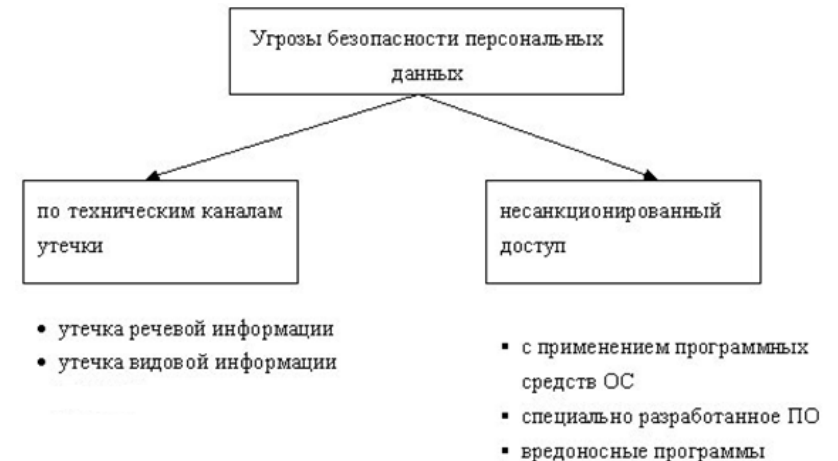 Угрозы безопасности персональных
данных
по техническим каналам
утечки
• утечка речевой информации
• утечка видовой информации
несанкционированный
доступ
▪ с применением программных
средств ОС
▪ специально разработанное ПО
▪ вредоносные программы